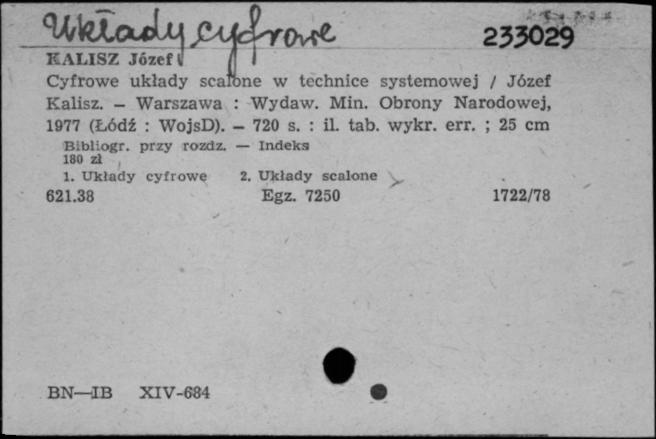 Układy cyfrowe
233029
KALISZ Józef
Cyfrowe układy scalone w technice systemowej / Józef
Kalisz. — Warszawa : Wydaw. Min. Obrony Narodowej,
1977 (Łódź : WojsD). — 720 s. : il. tab. wykr. err. ; 25 cm
Bibliogr. przy rozdz. — Indeks
180 zł
1. Układy cyfrowe 2. Układy scalone
621.38 Egz. 7250 1722/78
BN—IB XIV-684